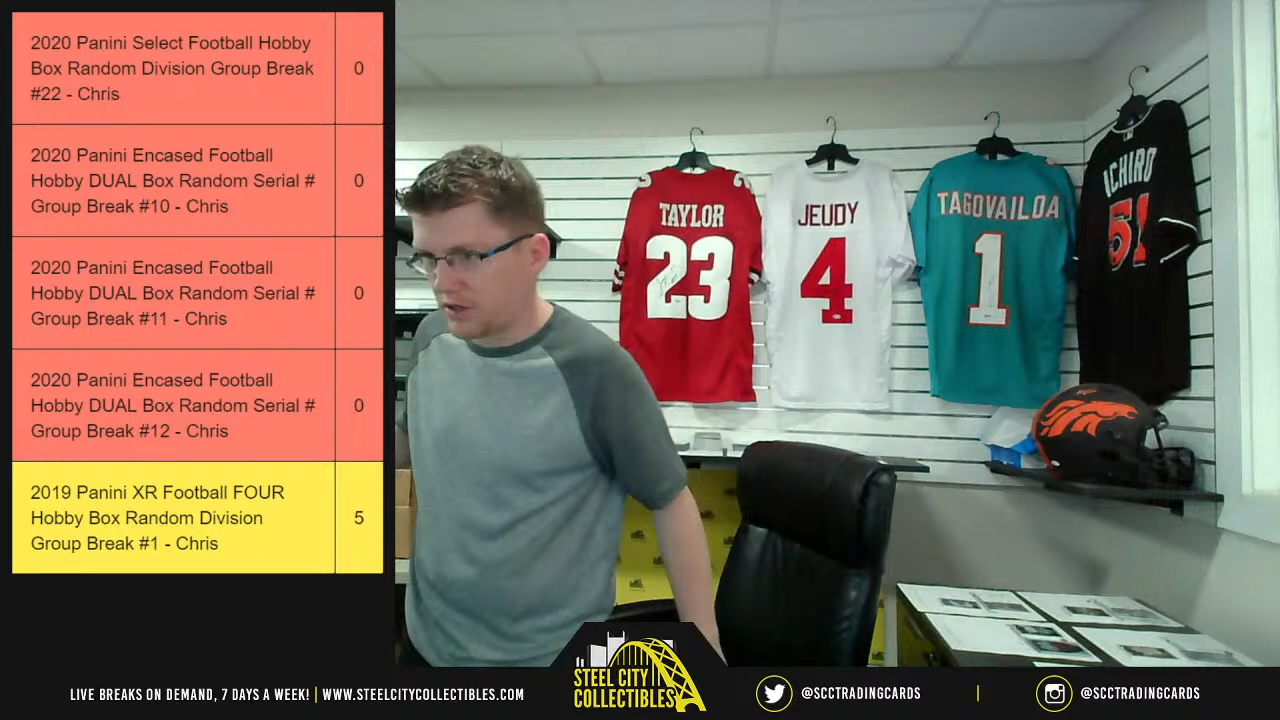 2020 Panini Select Football Hobby
Box Random Division Group Break
#22 - Chris
0
2020 Panini Encased Football
Hobby DUAL Box Random Serial #
Group Break #10 - Chris
0
2020 Panini Encased Football
Hobby DUAL Box Random Serial #
Group Break #11 - Chris
0
2020 Panini Encased Football
Hobby DUAL Box Random Serial #
Group Break #12 - Chris
0
2019 Panini XR Football FOUR
Hobby Box Random Division
Group Break #1 - Chris
5
TAYLOR
23
JEUDY
4
TAGOVAILOA
1
ICHIRO
51
LIVE BREAKS ON DEMAND, 7 DAYS A WEEK! | WWW.STEELCITYCOLLECTIBLES.COM
STEEL CITY
COLLECTIBLES
@SCCTRADINGCARDS
@SCCTRADINGCARDS